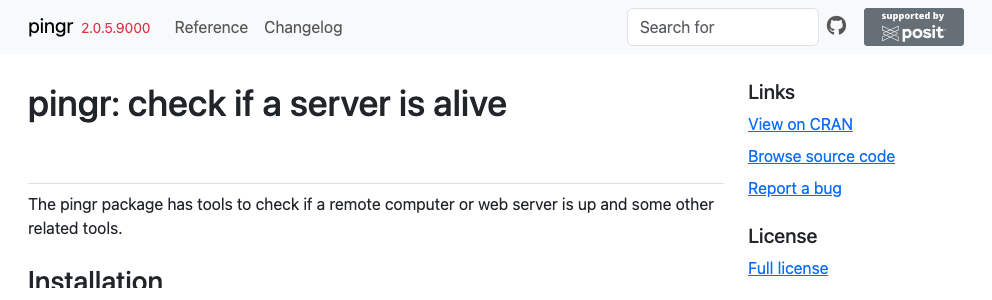 pingr 2.0.5.9000 Reference Changelog Search for supported by posit
pingr: check if a server is alive
The pingr package has tools to check if a remote computer or web server is up and some other
related tools.
Installation
Links
View on CRAN
Browse source code
Report a bug
License
Full license